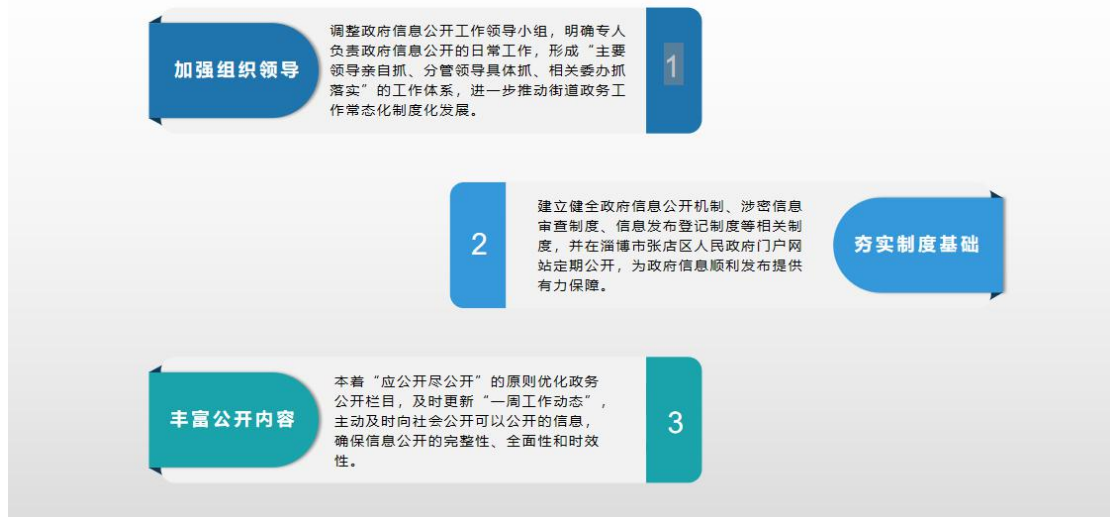 加强组织领导
调整政府信息公开工作领导小组，明确专人
负责政府信息公开的日常工作，形成“主要
领导亲自抓、分管领导具体抓、相关委办抓
落实”的工作体系，进一步推动街道政务工
作常态化制度化发展。
1
2
建立健全政府信息公开机制、涉密信息
审查制度、信息发布登记制度等相关制
度，并在淄博市张店区人民政府门户网
站定期公开，为政府信息顺利发布提供
有力保障。
夯实制度基础
丰富公开内容
本着“应公开尽公开”的原则优化政务
公开栏目，及时更新“一周工作动态”，
主动及时向社会公开可以公开的信息，
确保信息公开的完整性、全面性和时效
性。
3